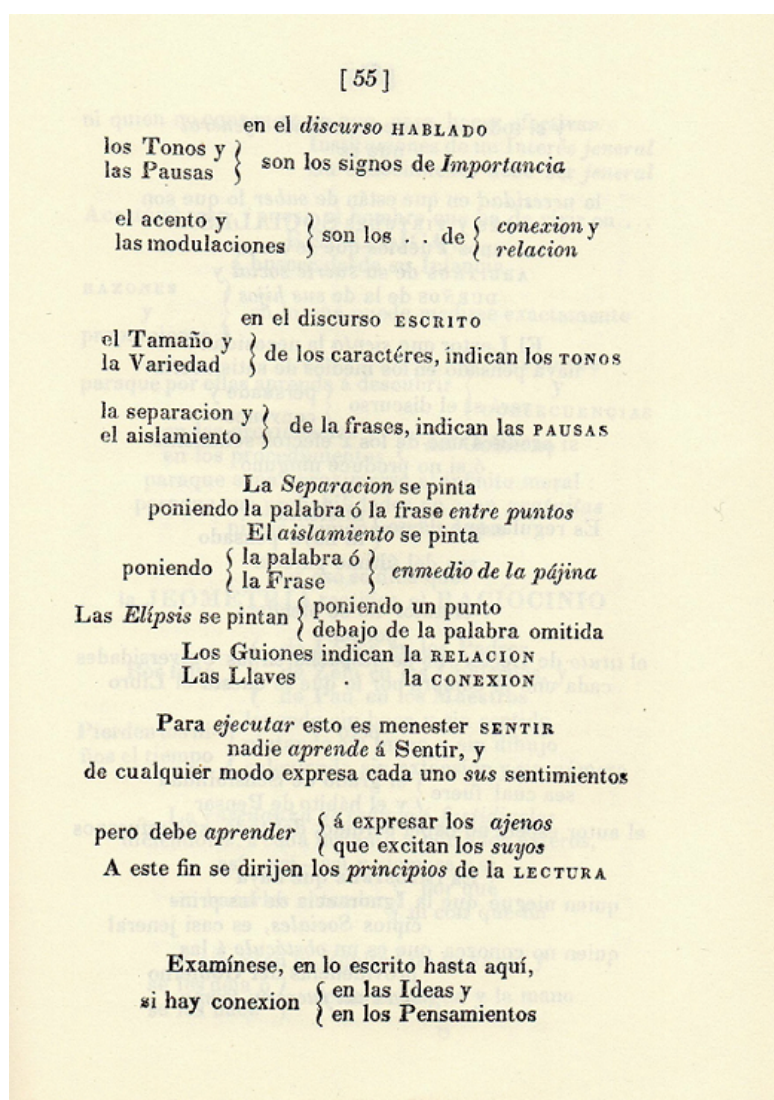 [55]
en el discurso HABLADO
los Tonos y
las Pausas } son los signos de Importancia
el acento y
las modulaciones } son los . . de { conexion y
relacion
en el discurso ESCRITO
el Tamaño y
la Variedad } de los caractéres, indican los TONOS
la separacion y
el aislamiento } de la frases, indican las PAUSAS
La Separacion se pinta
poniendo la palabra ó la frase entre puntos
El aislamiento se pinta
poniendo { la palabra ó
la Frase } enmedio de la pájina
Las Elípsis se pintan { poniendo un punto
debajo de la palabra omitida
Los Guiones indican la RELACION
Las Llaves . la CONEXION
Para ejecutar esto es menester SENTIR
nadie aprende á Sentir, y
de cualquier modo expresa cada uno sus sentimientos
pero debe aprender { á expresar los ajenos
que excitan los suyos
A este fin se dirijen los principios de la LECTURA
Examínese, en lo escrito hasta aquí,
si hay conexion { en las Ideas y
en los Pensamientos